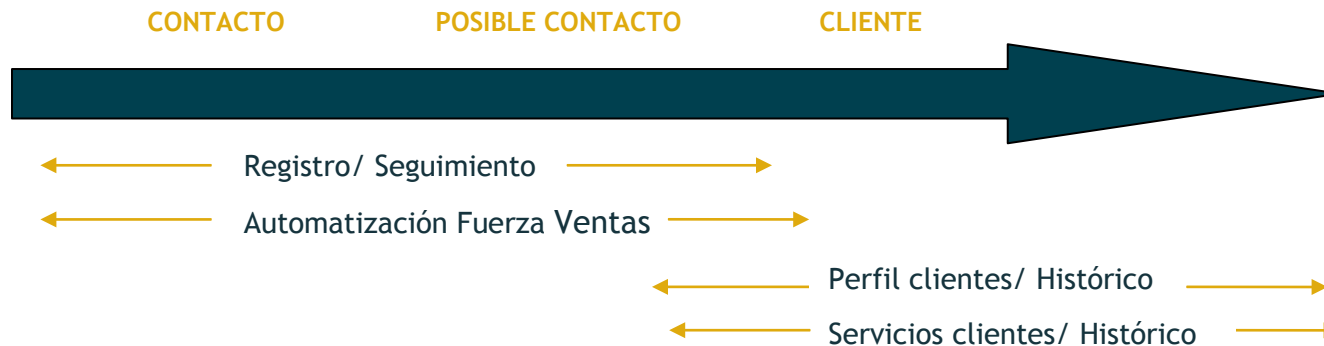 CONTACTO POSIBLE CONTACTO CLIENTE
Registro/ Seguimiento
Automatización Fuerza Ventas
Perfil clientes/ Histórico
Servicios clientes/ Histórico